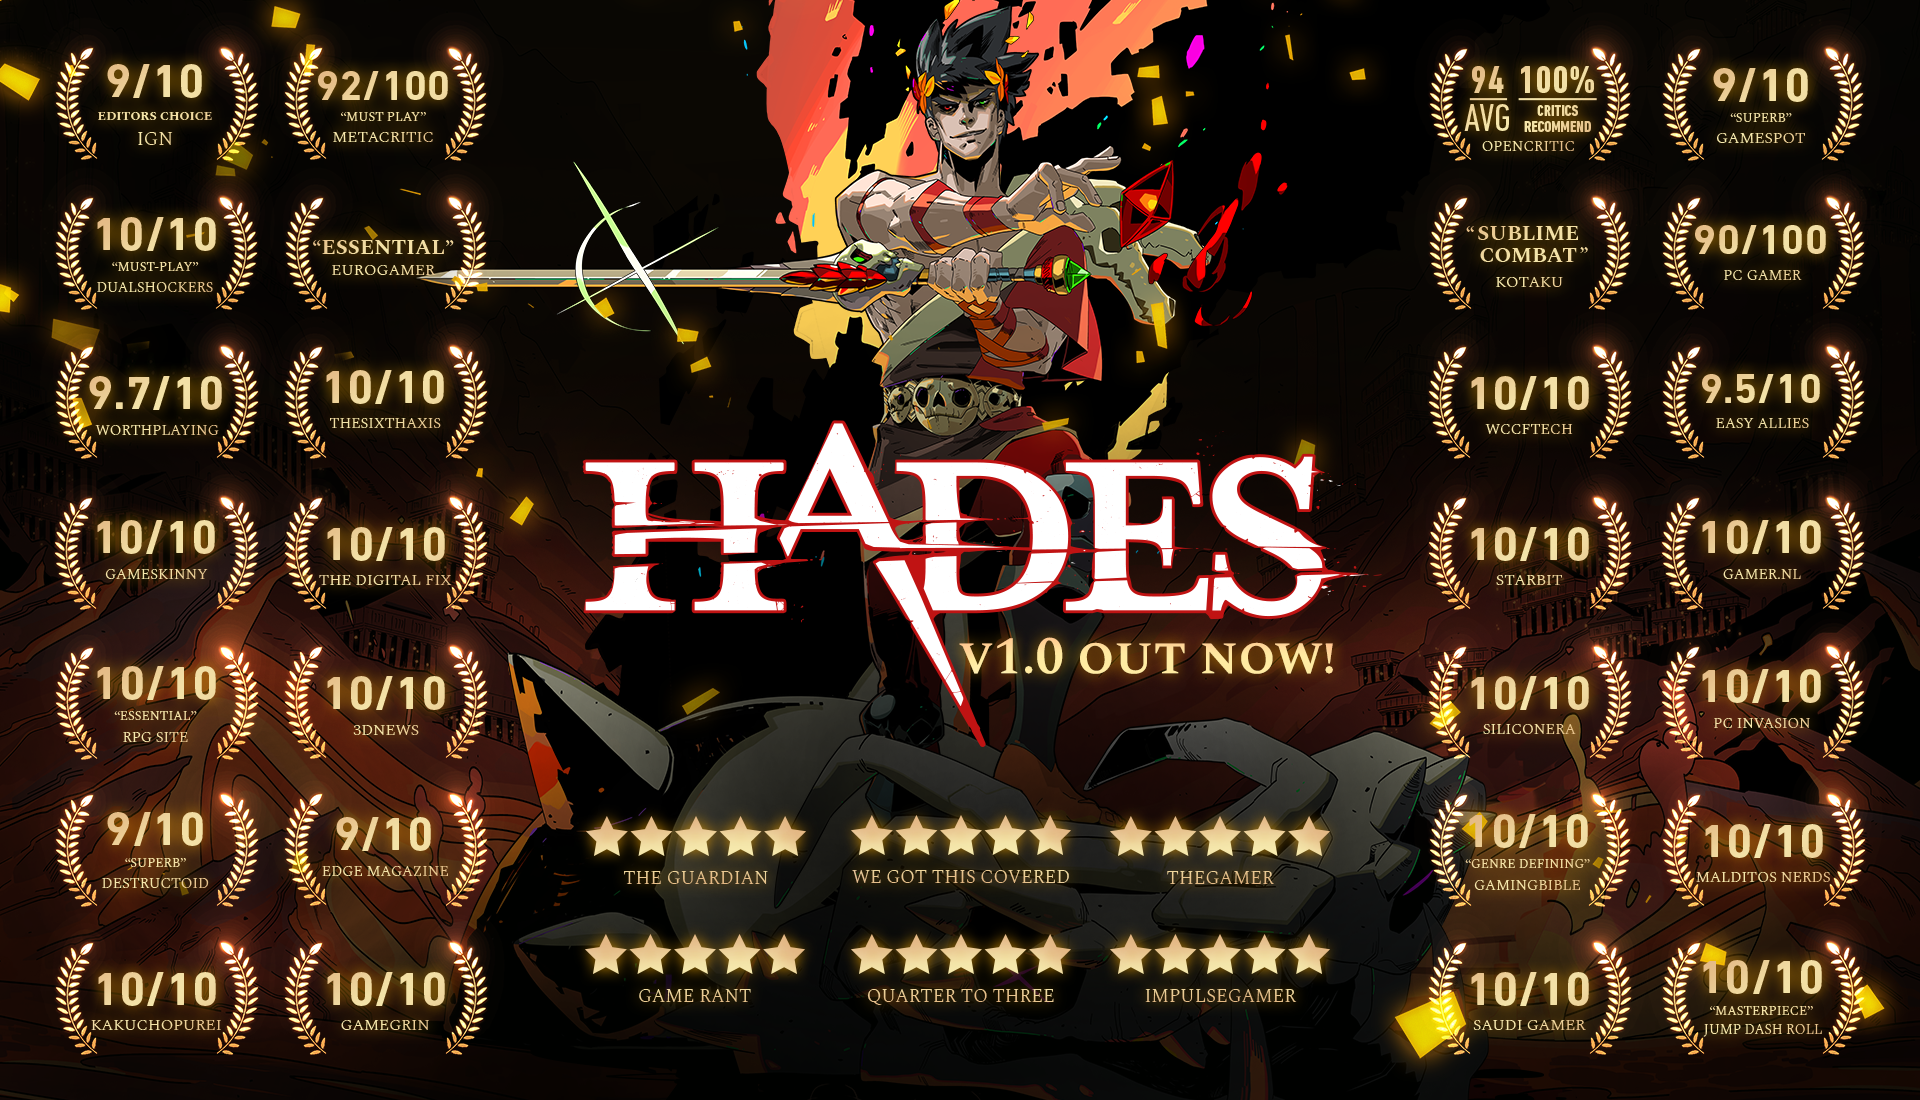 9/10
EDITORS CHOICE
IGN
92/100
“MUST PLAY”
METACRITIC
10/10
“MUST-PLAY”
DUALSHOCKERS
“ESSENTIAL”
EUROGAMER
9.7/10
WORTHPLAYING
10/10
THESIXTHAXIS
10/10
GAMESKINNY
10/10
THE DIGITAL FIX
10/10
“ESSENTIAL”
RPG SITE
10/10
3DNEWS
9/10
“SUPERB”
DESTRUCTOID
9/10
EDGE MAGAZINE
10/10
KAKUCHOPUREI
10/10
GAMEGRIN
HADES
V1.0 OUT NOW!
THE GUARDIAN
WE GOT THIS COVERED
THEGAMER
GAME RANT
QUARTER TO THREE
IMPULSEGAMER
94 AVG
100% CRITICS RECOMMEND
OPENCRITIC
9/10
“SUPERB”
GAMESPOT
“SUBLIME
COMBAT”
KOTAKU
90/100
PC GAMER
10/10
WCCFTECH
9.5/10
EASY ALLIES
10/10
STARBIT
10/10
GAMER.NL
10/10
SILICONERA
10/10
PC INVASION
10/10
“GENRE DEFINING”
GAMINGBIBLE
10/10
MALDITOS NERDS
10/10
SAUDI GAMER
10/10
“MASTERPIECE”
JUMP DASH ROLL